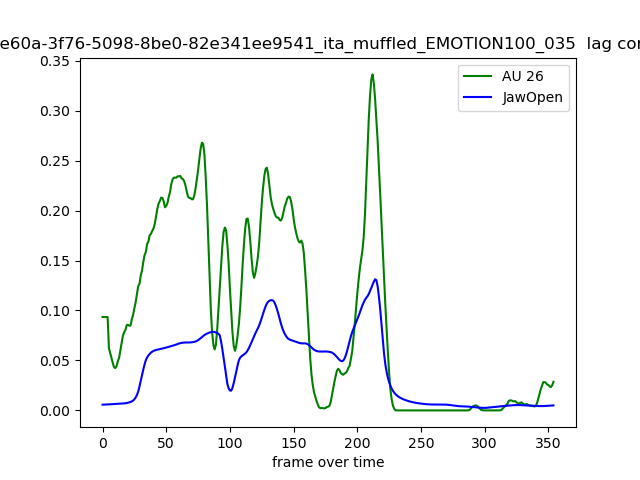 e60a-3f76-5098-8be0-82e341ee9541_ita_muffled_EMOTION100_035 lag cor
AU 26
JawOpen
0.35
0.30
0.25
0.20
0.15
0.10
0.05
0.00
0 50 100 150 200 250 300 350
frame over time